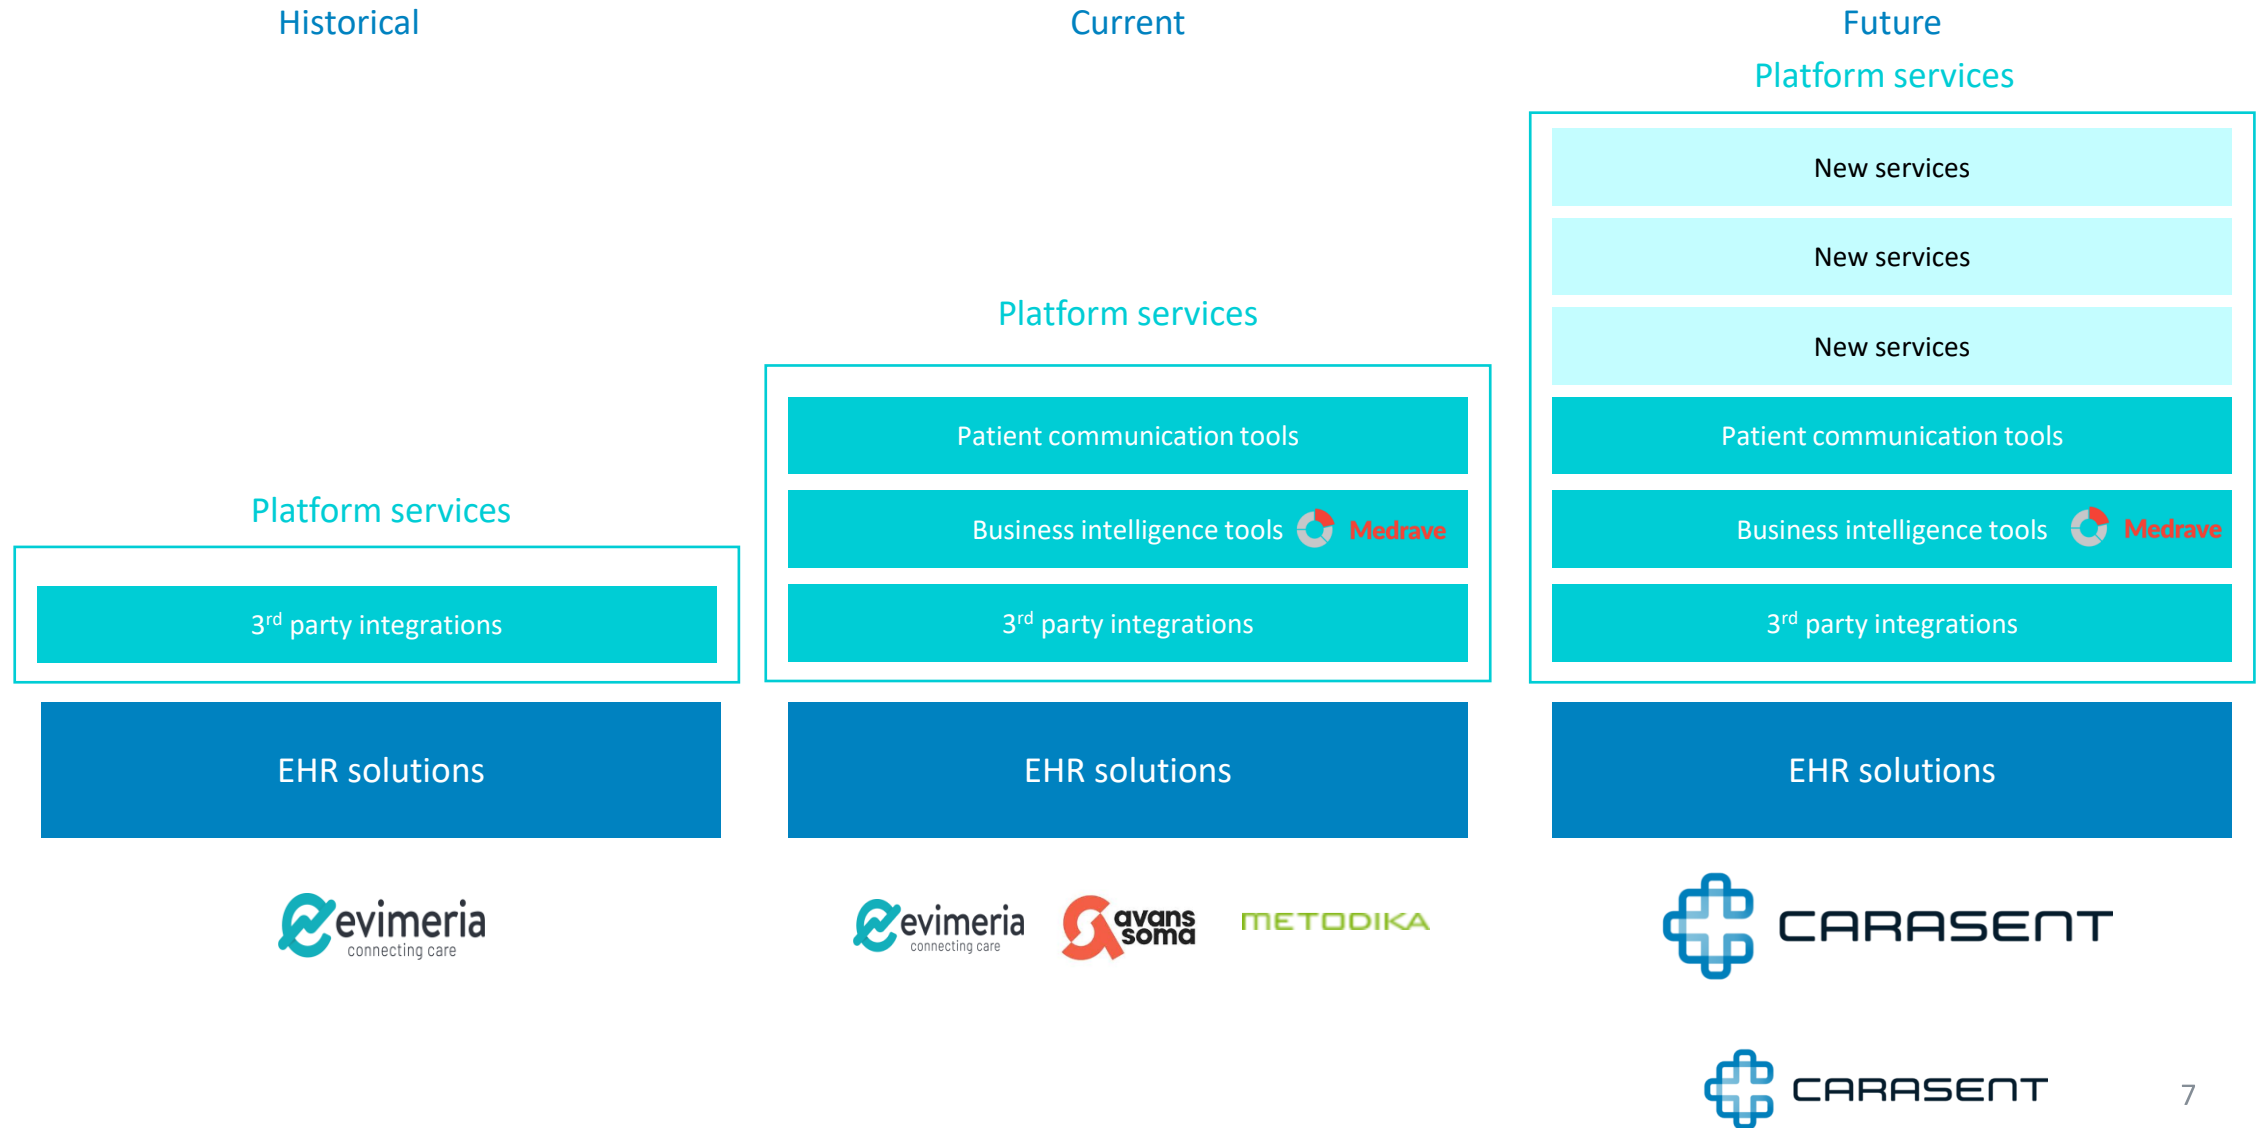 Historical
Platform services
3rd party integrations
EHR solutions
evimeria
connecting care
Current
Platform services
Patient communication tools
Business intelligence tools Medrave
3rd party integrations
EHR solutions
evimeria
connecting care
avans
soma
METODIKA
Future
Platform services
New services
New services
New services
Patient communication tools
Business intelligence tools Medrave
3rd party integrations
EHR solutions
CARASENT
CARASENT
7